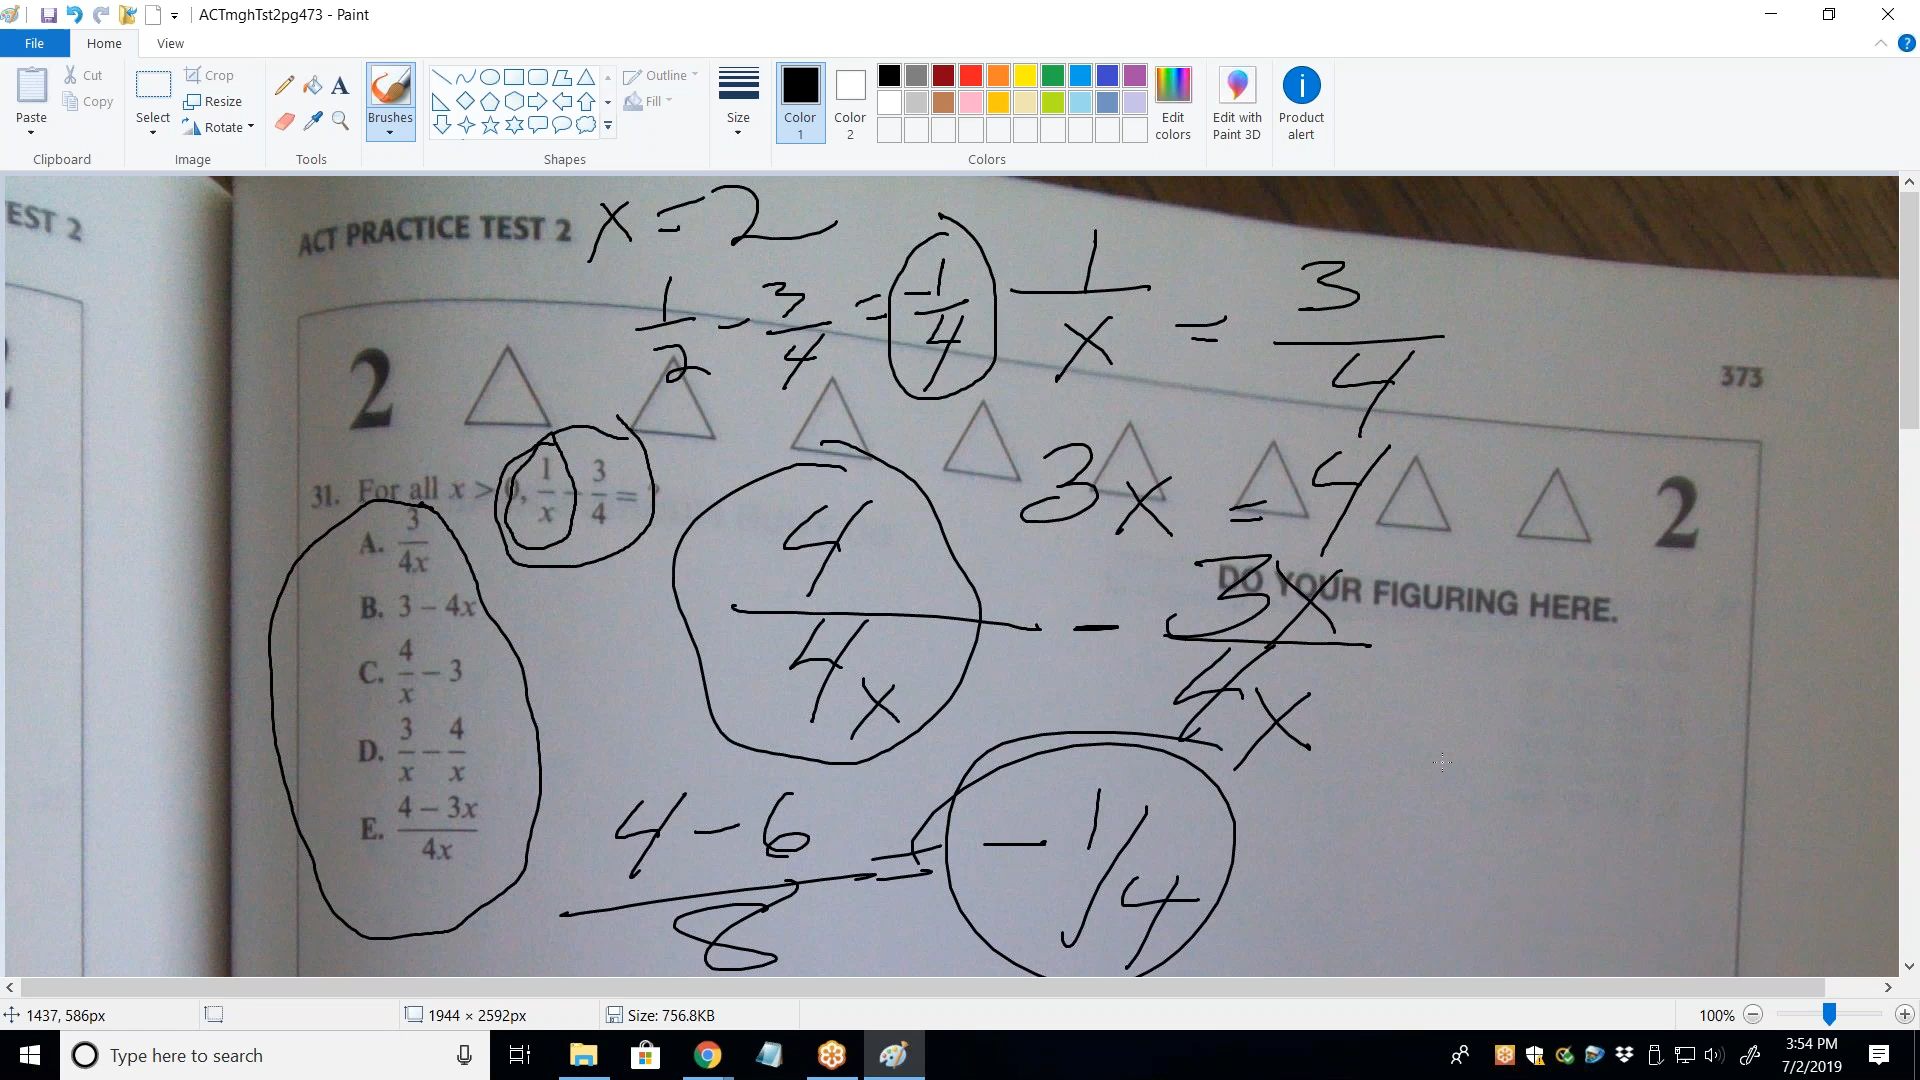 ACTmghTst2pg473 - Paint
File Home View
Paste
Cut
Copy
Clipboard
Select
Crop
Resize
Rotate
Image
Tools
Brushes
Shapes
Outline
Fill
Size
Color 1
Color 2
Colors
Edit colors
Edit with Paint 3D
Product alert
EST 2
ACT PRACTICE TEST 2
x = 2
1/2 - 3/4 = -1/4
1/x = 3/4
373
2
2
3x = 4
31. For all x > 0, 1/x - 3/4 = ?
A. 3/4x
B. 3 – 4x
C. 4/x – 3
D. 3/x – 4/x
E. 4 – 3x/4x
DO YOUR FIGURING HERE.
4/4x - 3x/4x
4 - 6/8 = -1/4
1437, 586px
1944 × 2592px
Size: 756.8KB
100%
Type here to search
3:54 PM
7/2/2019